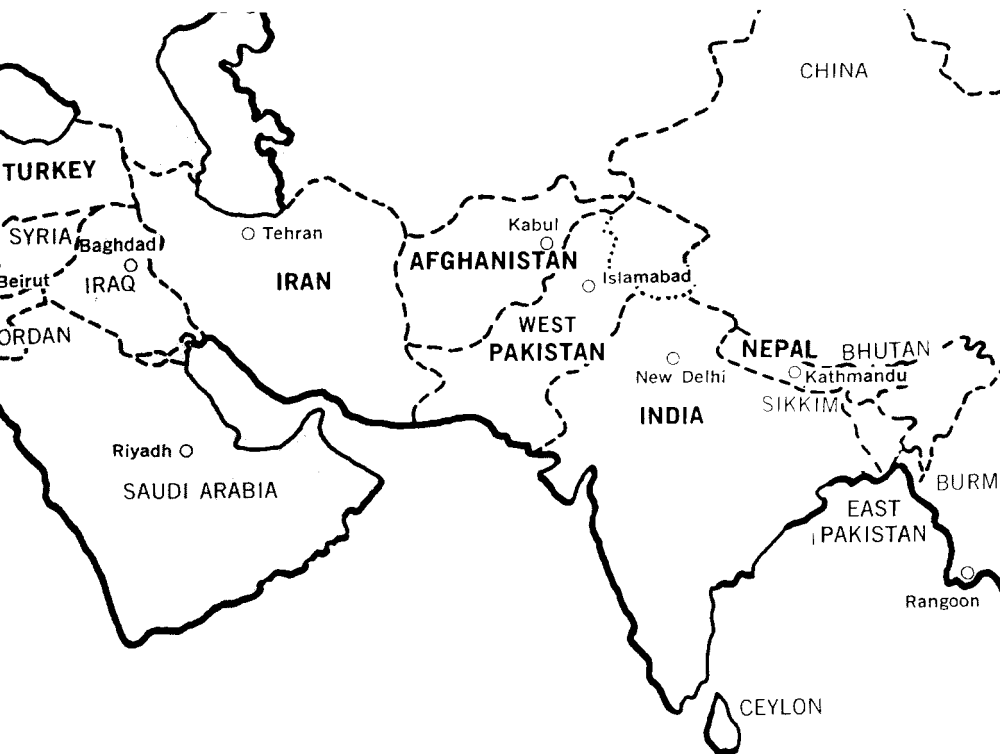 CHINA
TURKEY
SYRIA
Baghdad
Beirut
IRAQ
ORDAN
Tehran
IRAN
Kabul
AFGHANISTAN
Islamabad
WEST
PAKISTAN
NEPAL
BHUTAN
New Delhi
Kathmandu
SIKKIM
INDIA
Riyadh
SAUDI ARABIA
BURM
EAST
PAKISTAN
Rangoon
CEYLON